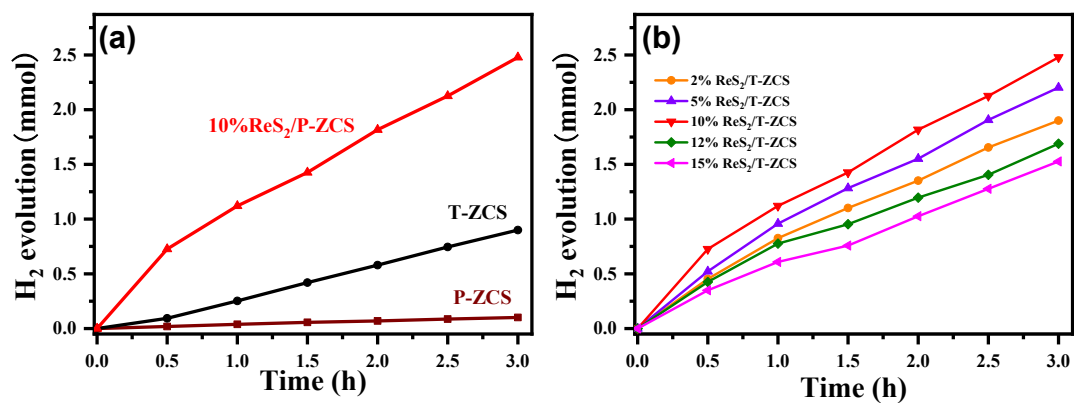 (a)
H₂ evolution (mmol)
2.5
2.0
1.5
1.0
0.5
0.0
10%ReS₂/P-ZCS
T-ZCS
P-ZCS
0.0 0.5 1.0 1.5 2.0 2.5 3.0
Time (h)
(b)
H₂ evolution (mmol)
2.5
2.0
1.5
1.0
0.5
0.0
2% ReS₂/T-ZCS
5% ReS₂/T-ZCS
10% ReS₂/T-ZCS
12% ReS₂/T-ZCS
15% ReS₂/T-ZCS
0.0 0.5 1.0 1.5 2.0 2.5 3.0
Time (h)